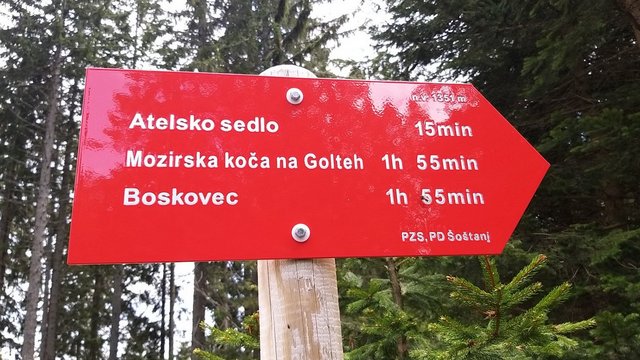 n.v. 1351 m
Atelsko sedlo 15min
Mozirska koča na Golteh 1h 55min
Boskovec 1h 55min
PZS, PD Šoštanj